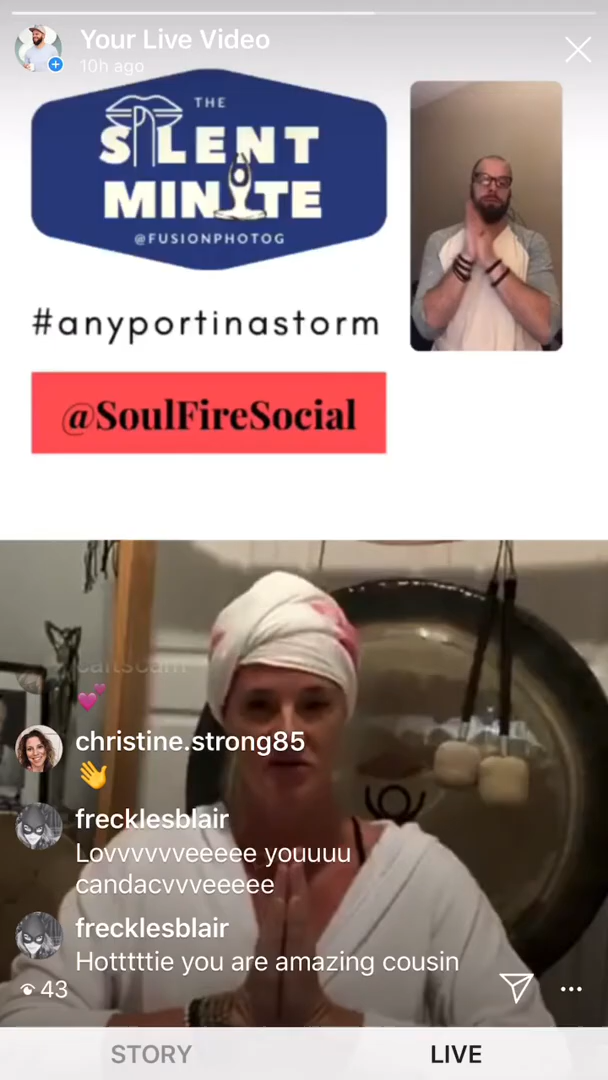 Your Live Video
10h ago
THE
SILENT
MINUTE
@FUSIONPHOTOG
#anyportinastorm
@SoulFireSocial
caitscam
💕
christine.strong85
👋
frecklesblair
Lovvvvvveeeee youuuu
candacvvveeeee
frecklesblair
Hotttttie you are amazing cousin
43
STORY
LIVE